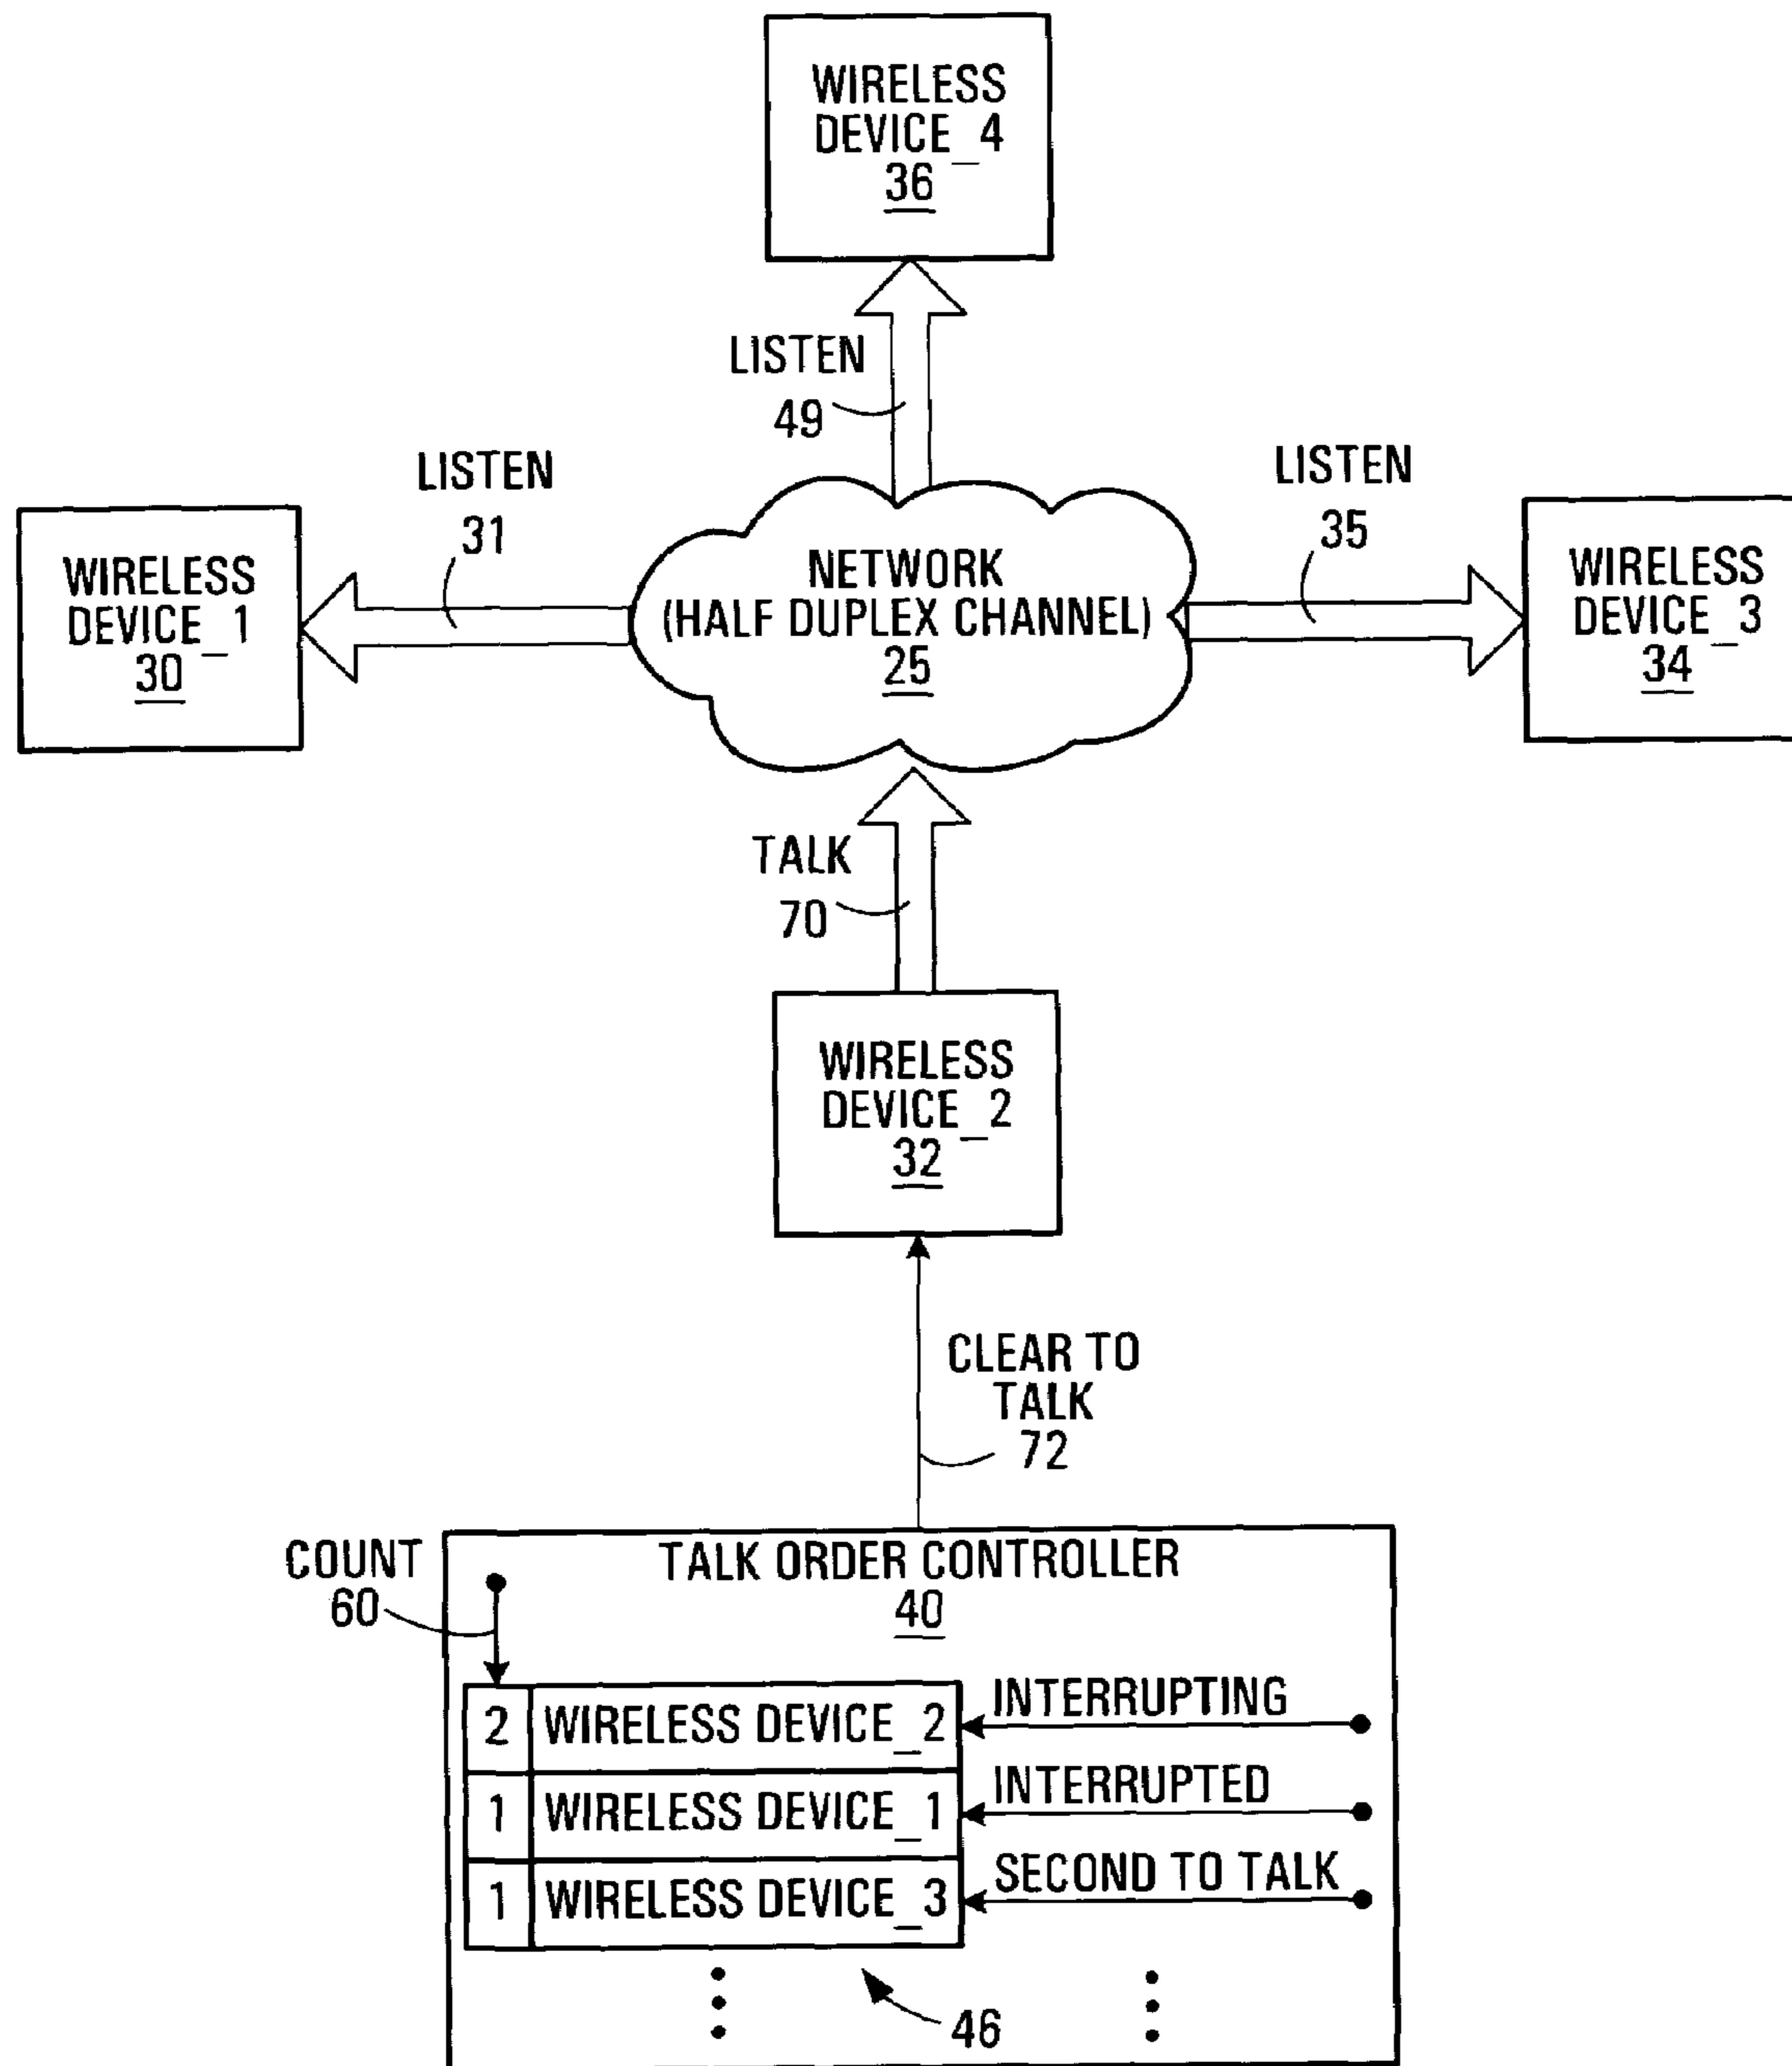 WIRELESS
DEVICE_4
36
LISTEN
49
LISTEN
31
LISTEN
35
WIRELESS
DEVICE_1
30
NETWORK
(HALF DUPLEX CHANNEL)
25
WIRELESS
DEVICE_3
34
TALK
70
WIRELESS
DEVICE_2
32
CLEAR TO
TALK
72
COUNT
60
TALK ORDER CONTROLLER
40
2 WIRELESS DEVICE_2 INTERRUPTING
1 WIRELESS DEVICE_1 INTERRUPTED
1 WIRELESS DEVICE_3 SECOND TO TALK
46